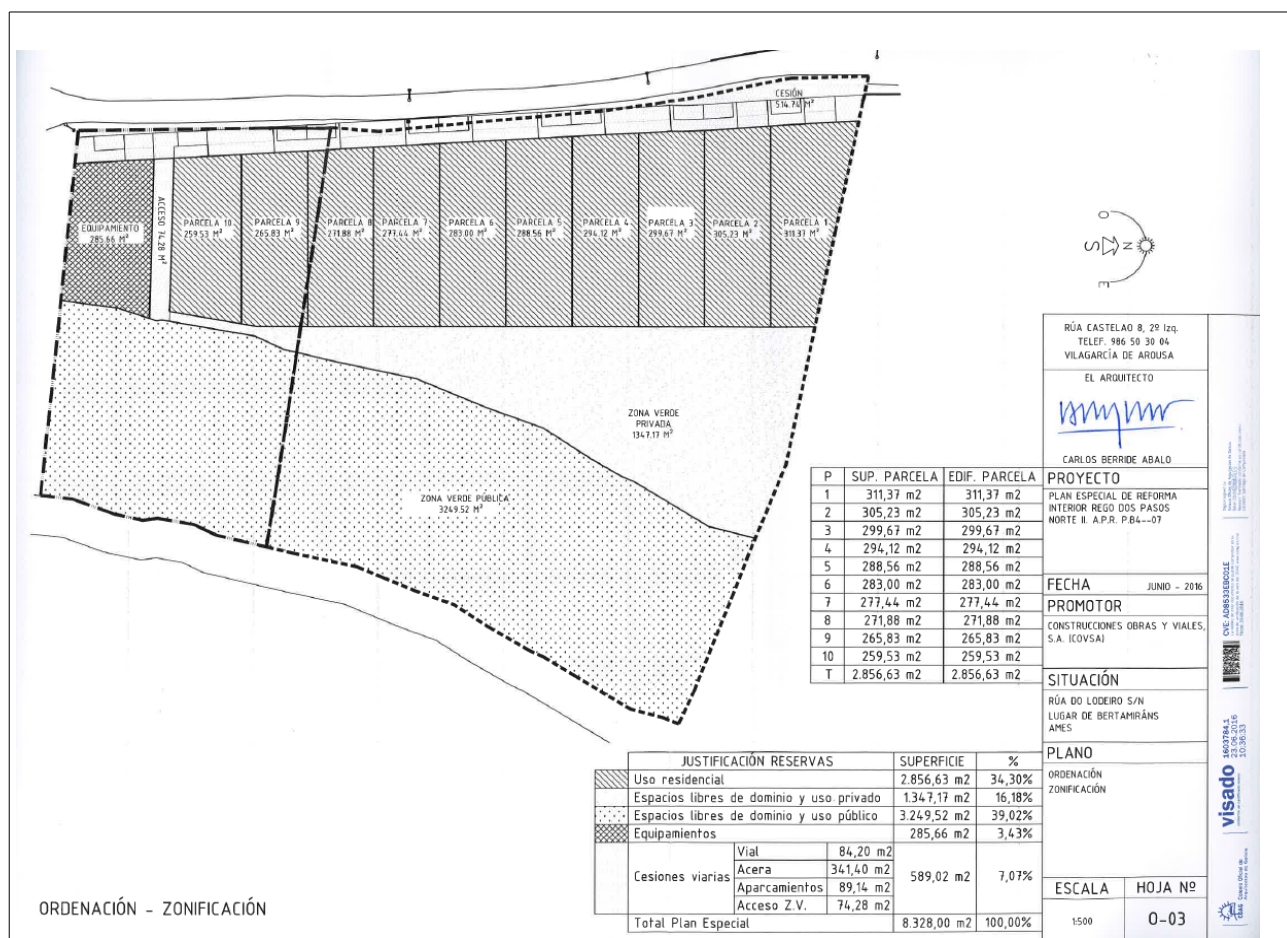 CESIÓN
514.74 M²
EQUIPAMIENTO
285.66 M²
ACCESO 74.28 M²
PARCELA 10
259.53 M²
PARCELA 9
265.83 M²
PARCELA 8
271.88 M²
PARCELA 7
277.44 M²
PARCELA 6
283.00 M²
PARCELA 5
288.56 M²
PARCELA 4
294.12 M²
PARCELA 3
299.67 M²
PARCELA 2
305.23 M²
PARCELA 1
311.37 M²
O
S N
E
ZONA VERDE
PRIVADA
1347.17 M²
ZONA VERDE PÚBLICA
3249.52 M²
RÚA CASTELAO 8, 2º Izq.
TELEF. 986 50 30 04
VILAGARCÍA DE AROUSA
EL ARQUITECTO
CARLOS BERRIDE ABALO
PROYECTO
PLAN ESPECIAL DE REFORMA
INTERIOR REGO DOS PASOS
NORTE II. A.P.R. P.B4--07
FECHA JUNIO - 2016
PROMOTOR
CONSTRUCCIONES OBRAS Y VIALES,
S.A. (COVSA)
SITUACIÓN
RÚA DO LODEIRO S/N
LUGAR DE BERTAMIRÁNS
AMES
PLANO
ORDENACIÓN
ZONIFICACIÓN
ESCALA HOJA Nº
1:500 O-03
P SUP. PARCELA EDIF. PARCELA
1 311,37 m2 311,37 m2
2 305,23 m2 305,23 m2
3 299,67 m2 299,67 m2
4 294,12 m2 294,12 m2
5 288,56 m2 288,56 m2
6 283,00 m2 283,00 m2
7 277,44 m2 277,44 m2
8 271,88 m2 271,88 m2
9 265,83 m2 265,83 m2
10 259,53 m2 259,53 m2
T 2.856,63 m2 2.856,63 m2
JUSTIFICACIÓN RESERVAS SUPERFICIE %
Uso residencial 2.856,63 m2 34,30%
Espacios libres de dominio y uso privado 1.347,17 m2 16,18%
Espacios libres de dominio y uso público 3.249,52 m2 39,02%
Equipamientos 285,66 m2 3,43%
Cesiones viarias 589,02 m2 7,07%
Vial 84,20 m2
Acera 341,40 m2
Aparcamientos 89,14 m2
Acceso Z.V. 74,28 m2
Total Plan Especial 8.328,00 m2 100,00%
ORDENACIÓN - ZONIFICACIÓN
CVE: AD8533EBC01E
visado 1603784.1
23.06.2016
10:36:33